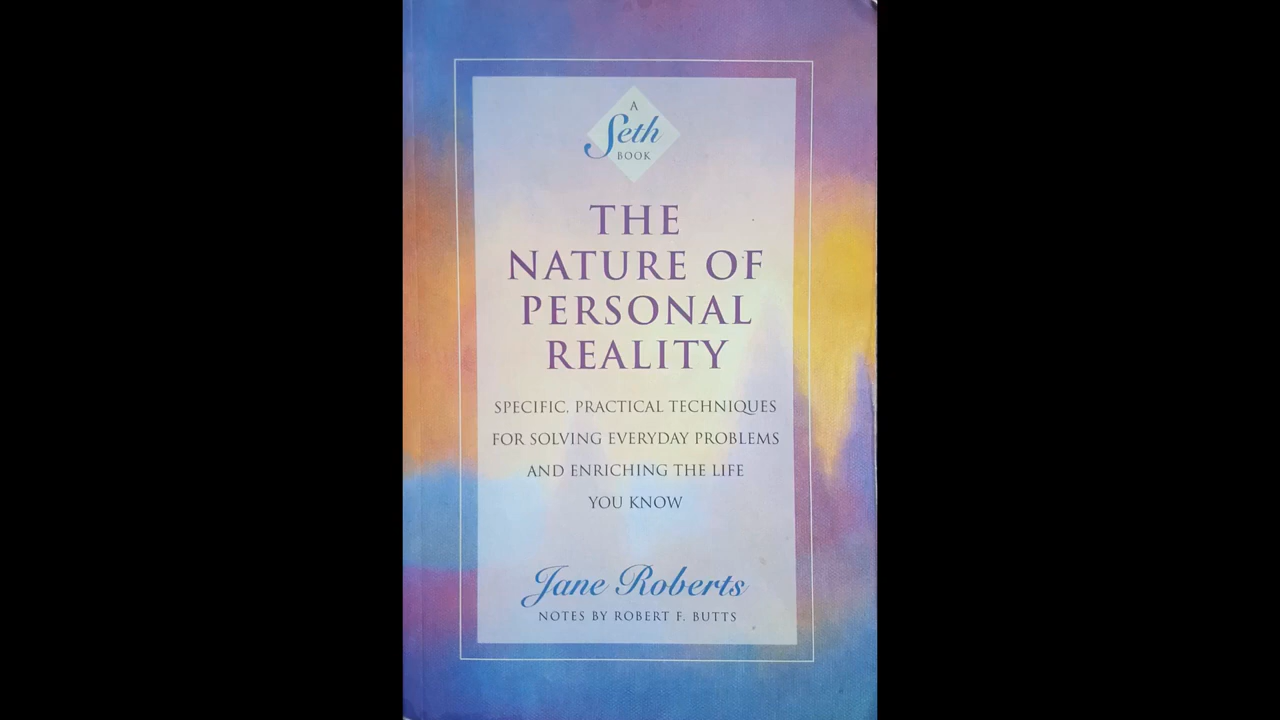 A
Seth
BOOK
THE
NATURE OF
PERSONAL
REALITY
SPECIFIC, PRACTICAL TECHNIQUES
FOR SOLVING EVERYDAY PROBLEMS
AND ENRICHING THE LIFE
YOU KNOW
Jane Roberts
NOTES BY ROBERT F. BUTTS